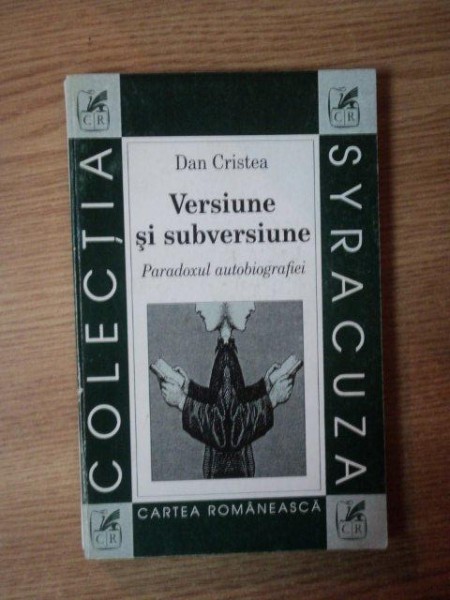 COLECȚIA
SYRACUZA
Dan Cristea
Versiune
și subversiune
Paradoxul autobiografiei
CARTEA ROMÂNEASCĂ
C R
C R
C R
C R